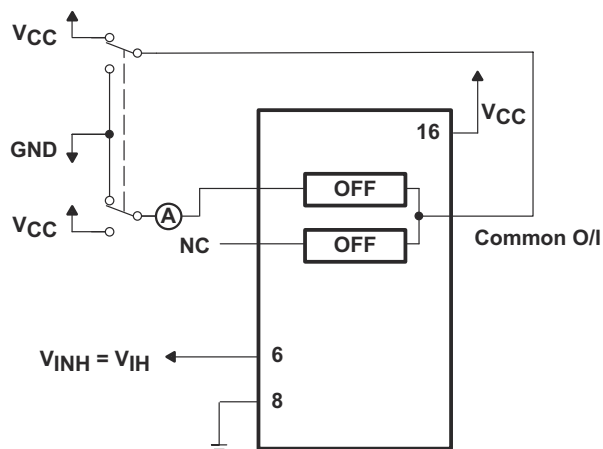 VCC
VCC
16
GND
OFF
VCC
A
NC
OFF
Common O/I
VINH = VIH
6
8